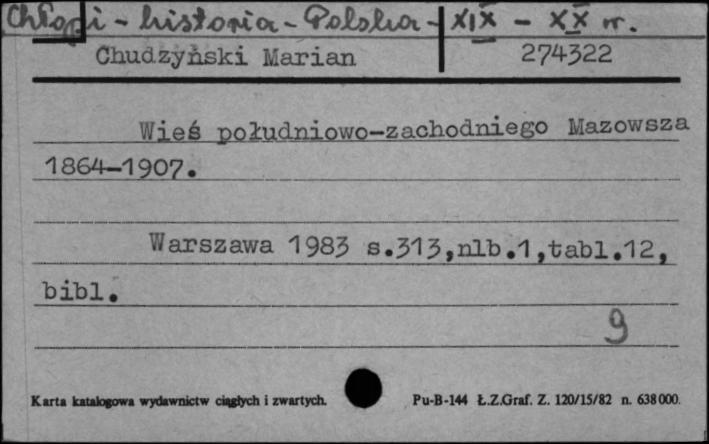 Chłopi - historia - Polska - XIX - XX w.
Chudzyński Marian 274322
Wieś południowo-zachodniego Mazowsza
1864-1907.
Warszawa 1983 s.313,nlb.1,tabl.12,
bibl.
9
Karta katalogowa wydawnictw ciągłych i zwartych. Pu-B-144 Ł.Z.Graf. Z. 120/15/82 n. 638000.